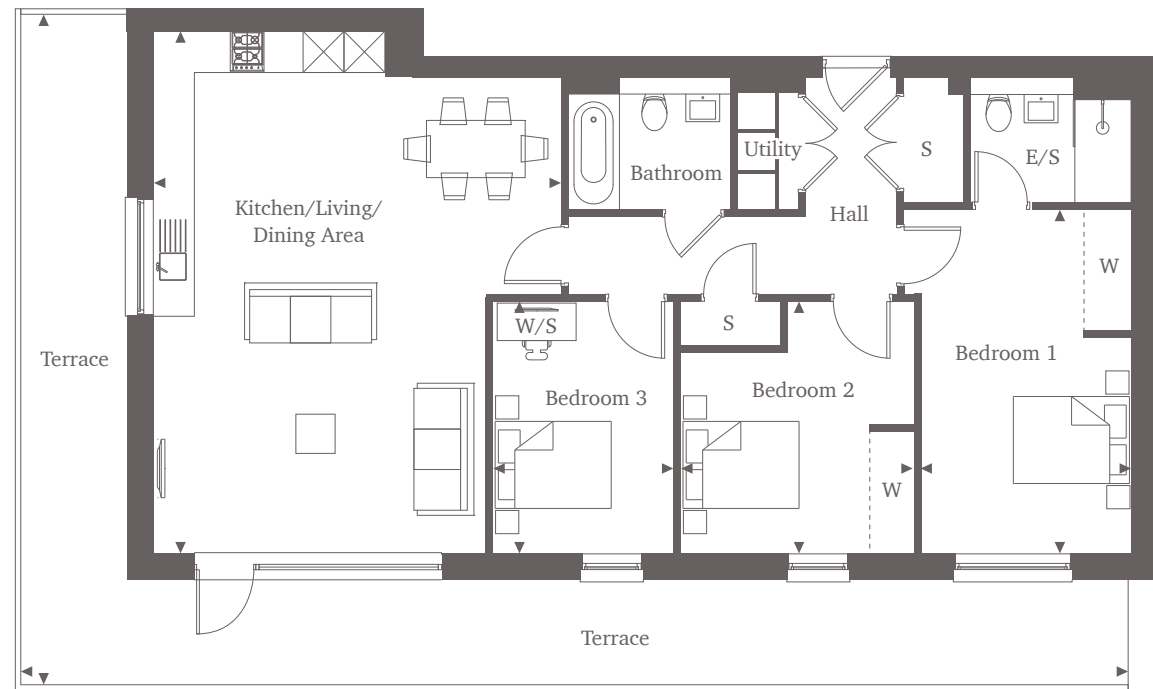 Bathroom
Utility
S
E/S
Kitchen/Living/
Dining Area
Hall
W
W/S
S
Terrace
Bedroom 1
Bedroom 3
Bedroom 2
W
Terrace